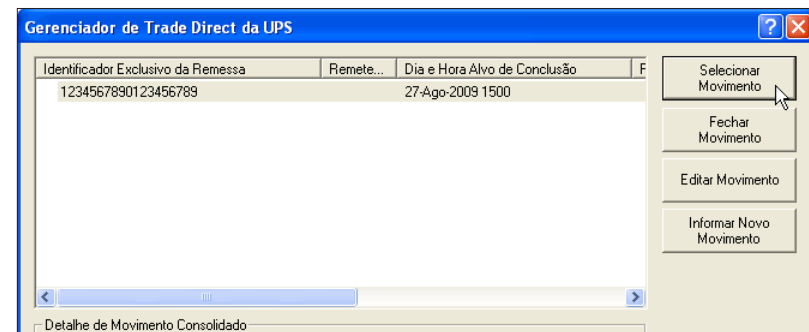 Gerenciador de Trade Direct da UPS
Identificador Exclusivo da Remessa Remete... Dia e Hora Alvo de Conclusão F
1234567890123456789 27-Ago-2009 1500
Selecionar
Movimento
Fechar
Movimento
Editar Movimento
Informar Novo
Movimento
Detalhe de Movimento Consolidado